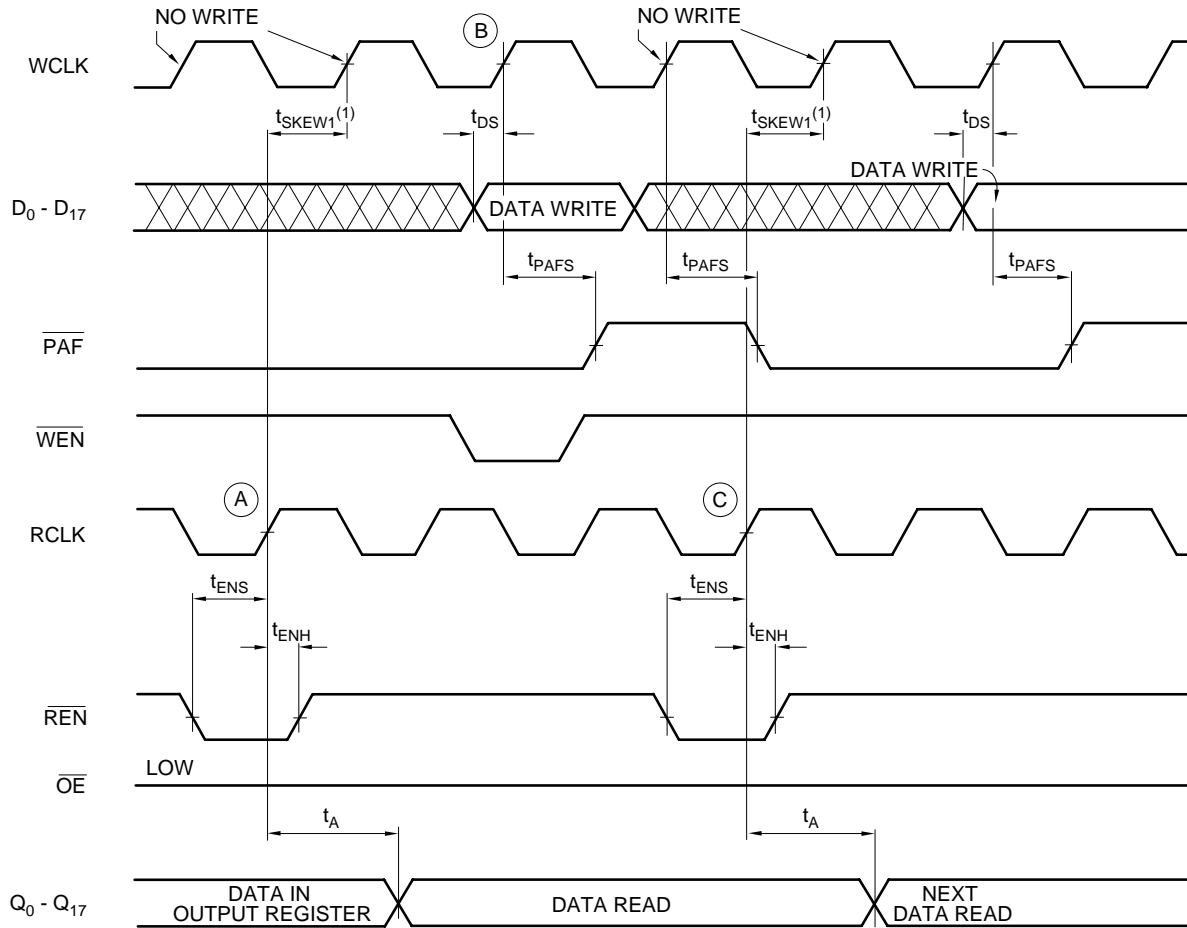 NO WRITE
NO WRITE
B
WCLK
tSKEW1(1)
tDS
tSKEW1(1)
tDS
DATA WRITE
D0 - D17
DATA WRITE
tPAFS
tPAFS
tPAFS
PAF
WEN
A
C
RCLK
tENS
tENS
tENH
tENH
REN
LOW
OE
tA
tA
Q0 - Q17
DATA IN
OUTPUT REGISTER
DATA READ
NEXT
DATA READ